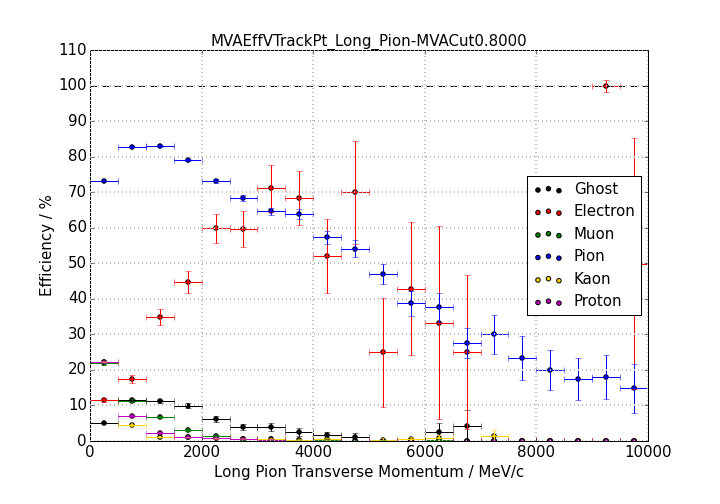 MVAEffVTrackPt_Long_Pion-MVACut0.8000
110
100
90
80
70
60
50
40
30
20
10
0
Efficiency / %
Ghost
Electron
Muon
Pion
Kaon
Proton
0 2000 4000 6000 8000 10000
Long Pion Transverse Momentum / MeV/c